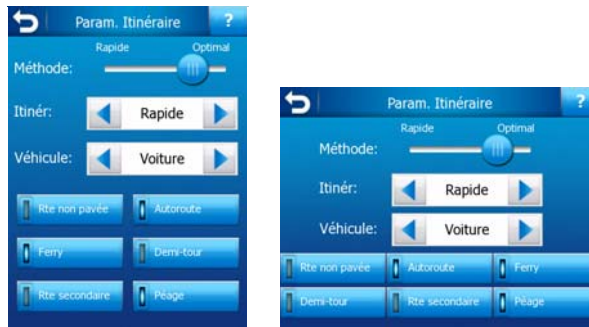 Param. Itinéraire ?
Rapide Optimal
Méthode:
Itinér: Rapide
Véhicule: Voiture
Rte non pavée Autoroute
Ferry Demi-tour
Rte secondaire Péage
Param. Itinéraire ?
Rapide Optimal
Méthode:
Itinér: Rapide
Véhicule: Voiture
Rte non pavée Autoroute Ferry
Demi-tour Rte secondaire Péage